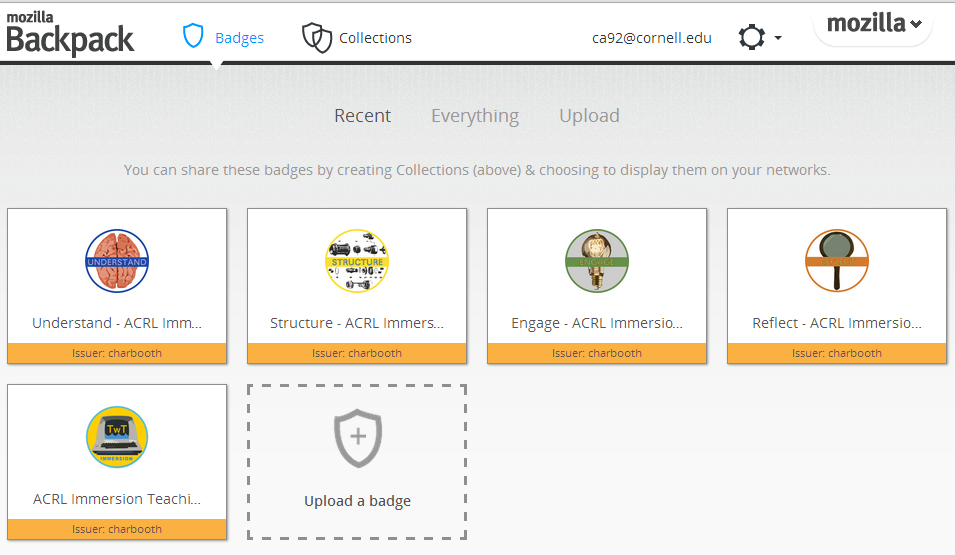 mozilla
Backpack
Badges
Collections
ca92@cornell.edu
mozilla
Recent
Everything
Upload
You can share these badges by creating Collections (above) & choosing to display them on your networks.
UNDERSTAND
STRUCTURE
ENGAGE
REFLECT
Understand - ACRL Imm...
Structure - ACRL Immers...
Engage - ACRL Immersio...
Reflect - ACRL Immersio...
Issuer: charbooth
Issuer: charbooth
Issuer: charbooth
Issuer: charbooth
TwT
IMMERSION
Upload a badge
ACRL Immersion Teachi...
Issuer: charbooth